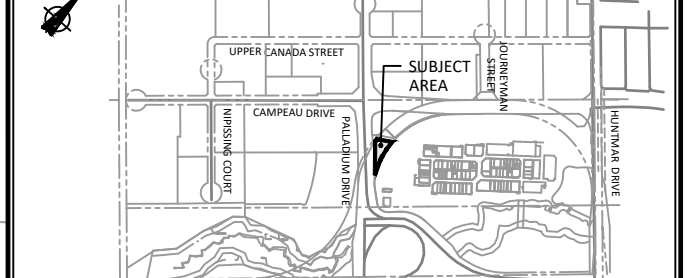 UPPER CANADA STREET
JOURNEYMAN
STREET
SUBJECT
AREA
CAMPEAU DRIVE
NIPISSING COURT
PALLADIUM DRIVE
HUNTMAR DRIVE